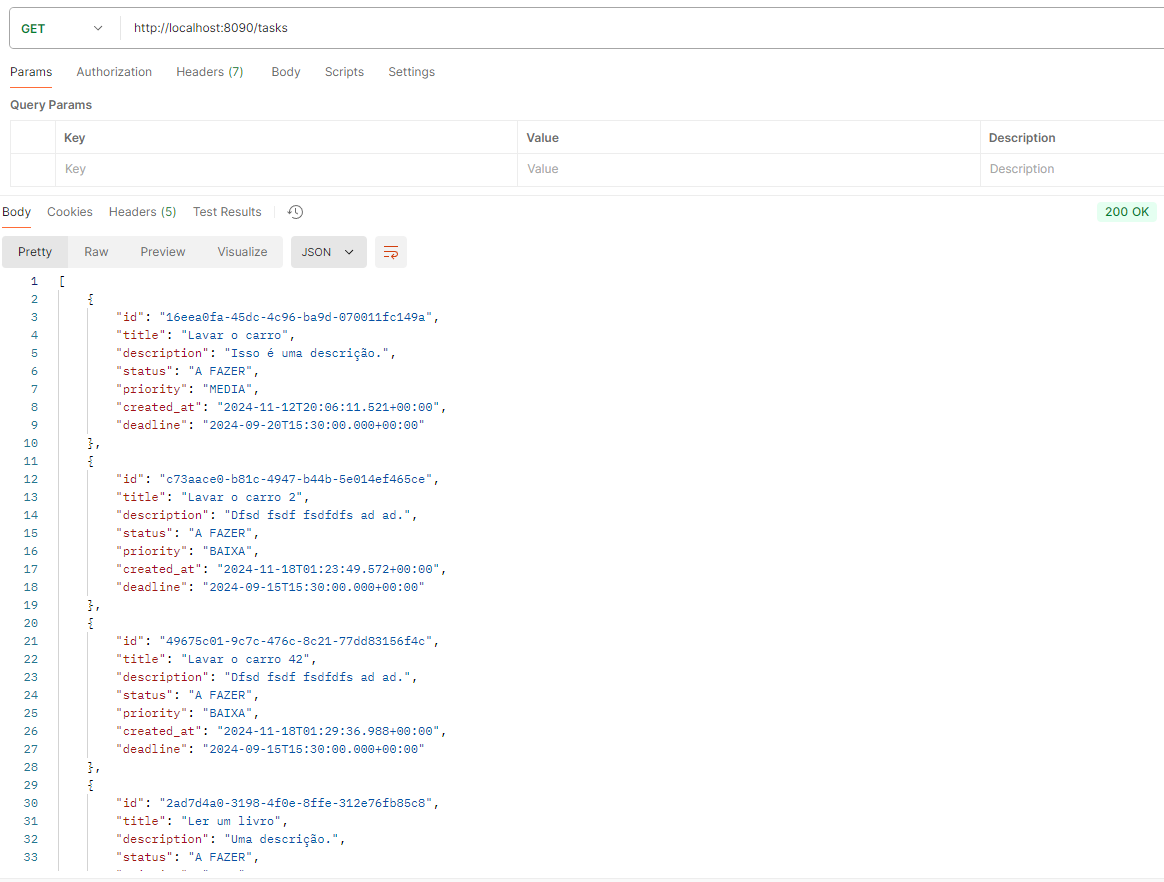 GET http://localhost:8090/tasks
Params Authorization Headers (7) Body Scripts Settings
Query Params
Key Value Description
Key Value Description
Body Cookies Headers (5) Test Results 200 OK
Pretty Raw Preview Visualize JSON
1 [
2 {
3 "id": "16eea0fa-45dc-4c96-ba9d-070011fc149a",
4 "title": "Lavar o carro",
5 "description": "Isso é uma descrição.",
6 "status": "A FAZER",
7 "priority": "MEDIA",
8 "created_at": "2024-11-12T20:06:11.521+00:00",
9 "deadline": "2024-09-20T15:30:00.000+00:00"
10 },
11 {
12 "id": "c73aace0-b81c-4947-b44b-5e014ef465ce",
13 "title": "Lavar o carro 2",
14 "description": "Dfsd fsdf fsdfdfs ad ad.",
15 "status": "A FAZER",
16 "priority": "BAIXA",
17 "created_at": "2024-11-18T01:23:49.572+00:00",
18 "deadline": "2024-09-15T15:30:00.000+00:00"
19 },
20 {
21 "id": "49675c01-9c7c-476c-8c21-77dd83156f4c",
22 "title": "Lavar o carro 42",
23 "description": "Dfsd fsdf fsdfdfs ad ad.",
24 "status": "A FAZER",
25 "priority": "BAIXA",
26 "created_at": "2024-11-18T01:29:36.988+00:00",
27 "deadline": "2024-09-15T15:30:00.000+00:00"
28 },
29 {
30 "id": "2ad7d4a0-3198-4f0e-8ffe-312e76fb85c8",
31 "title": "Ler um livro",
32 "description": "Uma descrição.",
33 "status": "A FAZER",